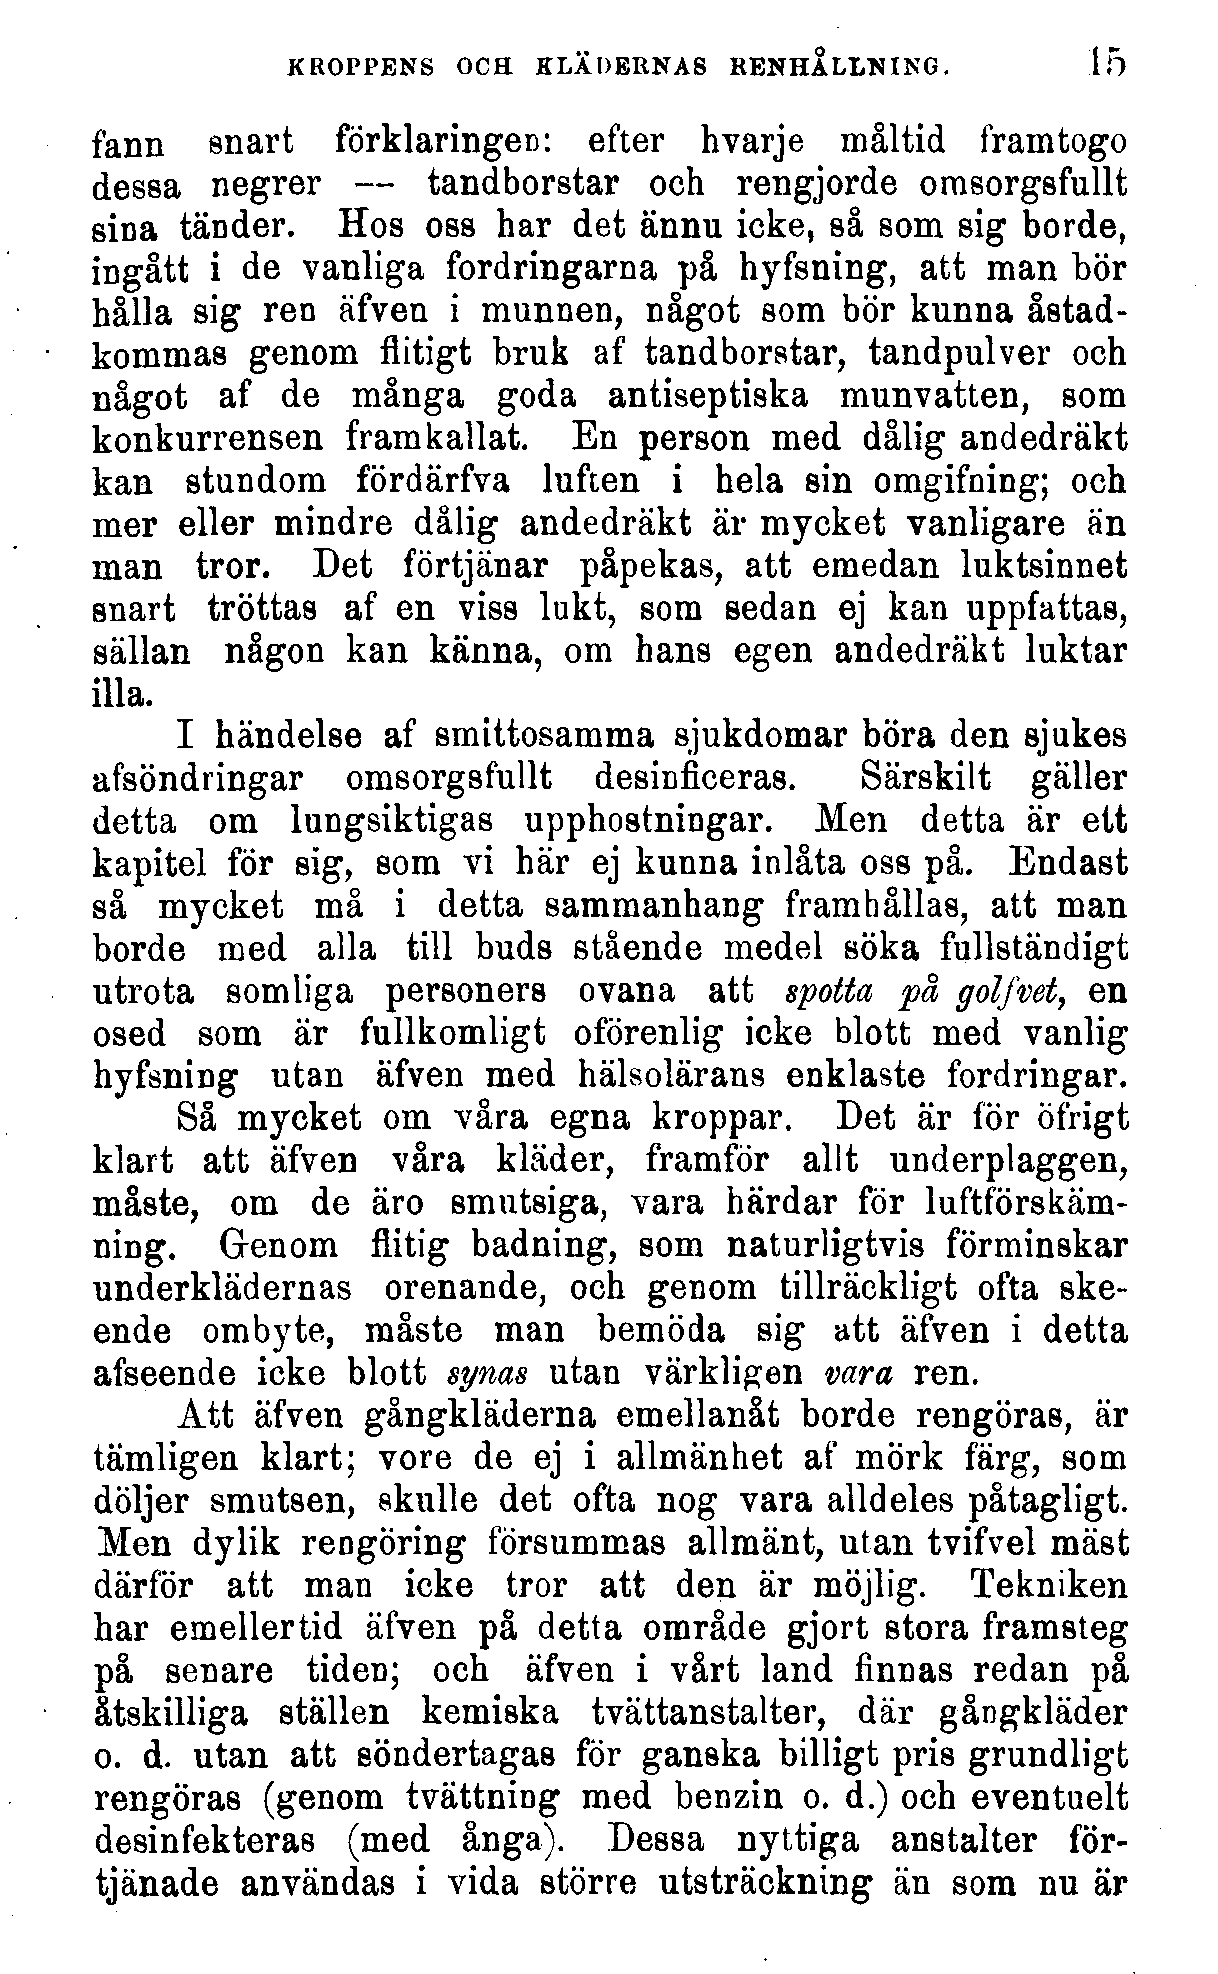 KROPPENS OCH KLÄDERNAS RENHÅLLNING. 15
fann snart förklaringen: efter hvarje måltid framtogo
dessa negrer — tandborstar och rengjorde omsorgsfullt
sina tänder. Hos oss har det ännu icke, så som sig borde,
ingått i de vanliga fordringarna på hyfsning, att man bör
hålla sig ren äfven i munnen, något som bör kunna åstad-
kommas genom flitigt bruk af tandborstar, tandpulver och
något af de många goda antiseptiska munvatten, som
konkurrensen framkallat. En person med dålig andedräkt
kan stundom fördärfva luften i hela sin omgifning; och
mer eller mindre dålig andedräkt är mycket vanligare än
man tror. Det förtjänar påpekas, att emedan luktsinnet
snart tröttas af en viss lukt, som sedan ej kan uppfattas,
sällan någon kan känna, om hans egen andedräkt luktar
illa.
I händelse af smittosamma sjukdomar böra den sjukes
afsöndringar omsorgsfullt desinficeras. Särskilt gäller
detta om lungsiktigas upphostningar. Men detta är ett
kapitel för sig, som vi här ej kunna inlåta oss på. Endast
så mycket må i detta sammanhang framhållas, att man
borde med alla till buds stående medel söka fullständigt
utrota somliga personers ovana att spotta på golfvet, en
osed som är fullkomligt oförenlig icke blott med vanlig
hyfsning utan äfven med hälsolärans enklaste fordringar.
Så mycket om våra egna kroppar. Det är för öfrigt
klart att äfven våra kläder, framför allt underplaggen,
måste, om de äro smutsiga, vara härdar för luftförskäm-
ning. Genom flitig badning, som naturligtvis förminskar
underklädernas orenande, och genom tillräckligt ofta ske-
ende ombyte, måste man bemöda sig att äfven i detta
afseende icke blott synas utan värkligen vara ren.
Att äfven gångkläderna emellanåt borde rengöras, är
tämligen klart; vore de ej i allmänhet af mörk färg, som
döljer smutsen, skulle det ofta nog vara alldeles påtagligt.
Men dylik rengöring försummas allmänt, utan tvifvel mäst
därför att man icke tror att den är möjlig. Tekniken
har emellertid äfven på detta område gjort stora framsteg
på senare tiden; och äfven i vårt land finnas redan på
åtskilliga ställen kemiska tvättanstalter, där gångkläder
o. d. utan att söndertagas för ganska billigt pris grundligt
rengöras (genom tvättning med benzin o. d.) och eventuelt
desinfekteras (med ånga). Dessa nyttiga anstalter för-
tjänade användas i vida större utsträckning än som nu är